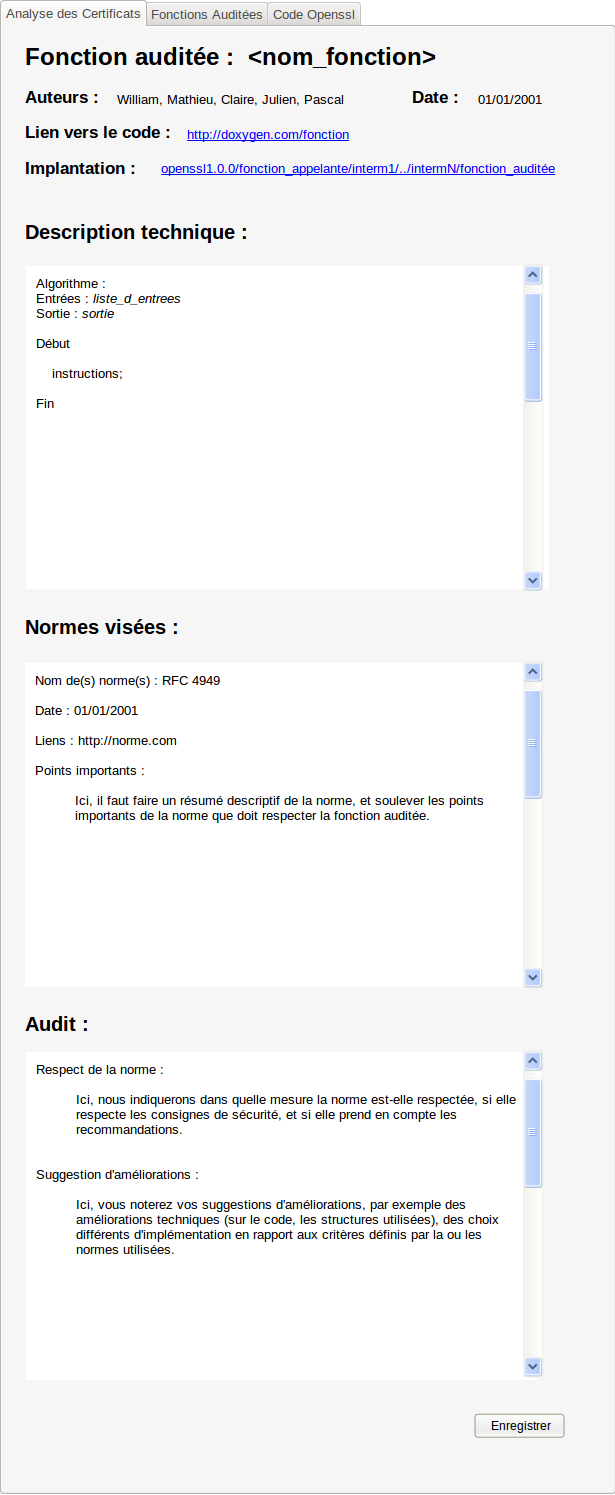 Analyse des Certificats Fonctions Auditées Code Openssl
Fonction auditée : <nom_fonction>
Auteurs : William, Mathieu, Claire, Julien, Pascal Date : 01/01/2001
Lien vers le code : http://doxygen.com/fonction
Implantation : openssl1.0.0/fonction_appelante/interm1/../intermN/fonction_auditée
Description technique :
Algorithme :
Entrées : liste_d_entrees
Sortie : sortie
Début
instructions;
Fin
Normes visées :
Nom de(s) norme(s) : RFC 4949
Date : 01/01/2001
Liens : http://norme.com
Points importants :
Ici, il faut faire un résumé descriptif de la norme, et soulever les points
importants de la norme que doit respecter la fonction auditée.
Audit :
Respect de la norme :
Ici, nous indiquerons dans quelle mesure la norme est-elle respectée, si elle
respecte les consignes de sécurité, et si elle prend en compte les
recommandations.
Suggestion d'améliorations :
Ici, vous noterez vos suggestions d'améliorations, par exemple des
améliorations techniques (sur le code, les structures utilisées), des choix
différents d'implémentation en rapport aux critères définis par la ou les
normes utilisées.
Enregistrer